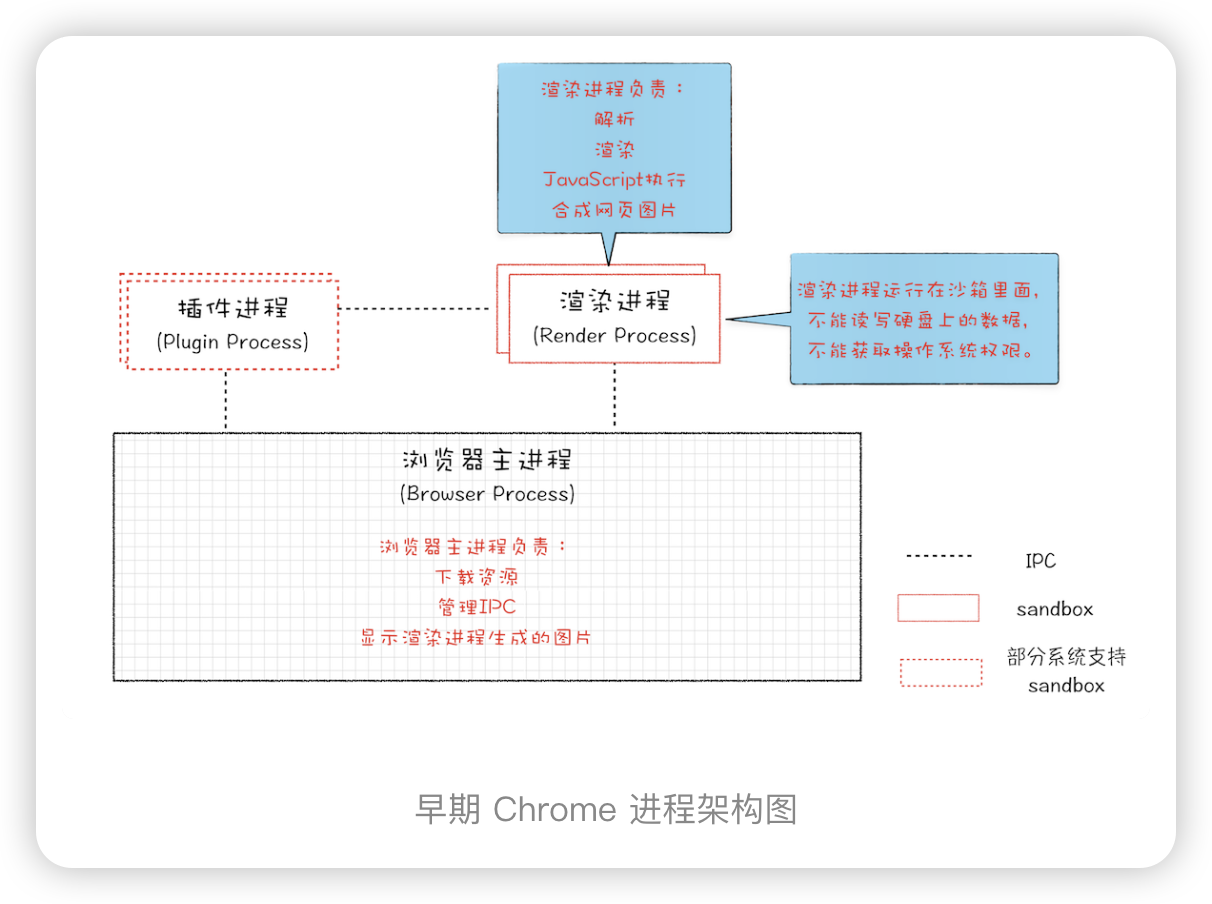 渲染进程负责：
解析
渲染
JavaScript执行
合成网页图片
插件进程
(Plugin Process)
渲染进程
(Render Process)
渲染进程运行在沙箱里面，
不能读写硬盘上的数据，
不能获取操作系统权限。
浏览器主进程
(Browser Process)
浏览器主进程负责：
下载资源
管理IPC
显示渲染进程生成的图片
IPC
sandbox
部分系统支持
sandbox
早期 Chrome 进程架构图